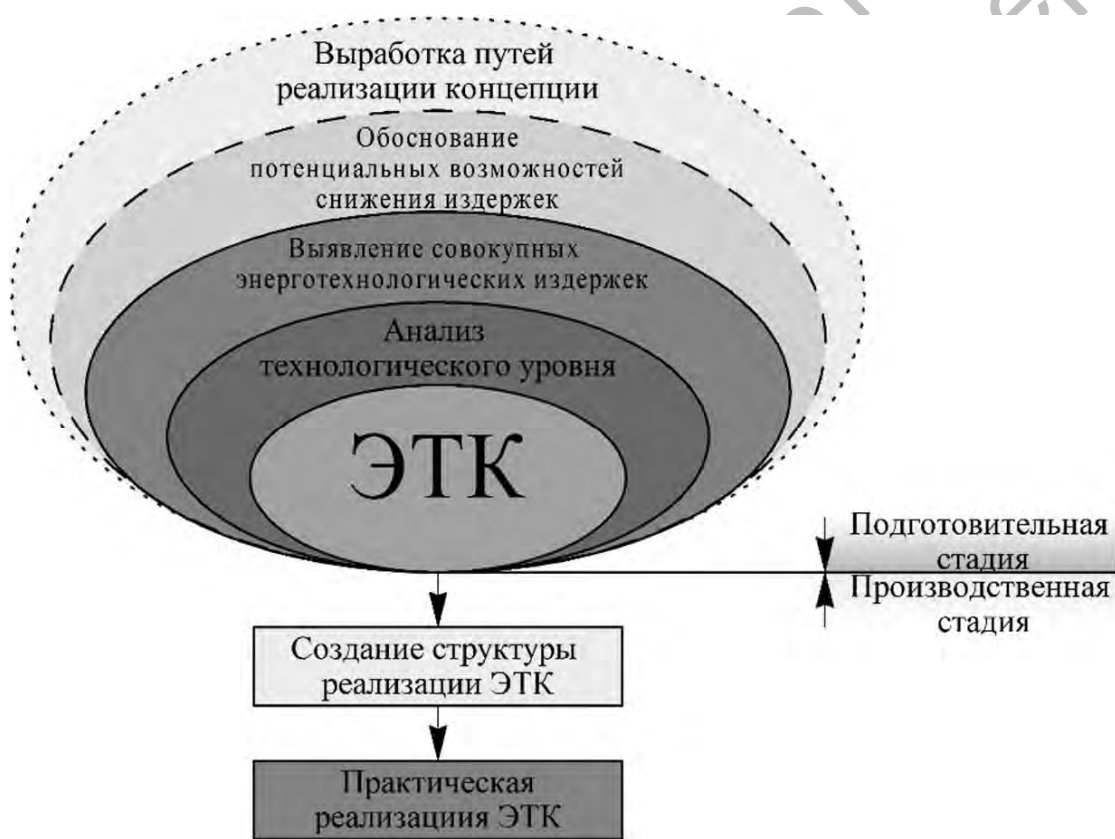 Выработка путей
реализации концепции
Обоснование
потенциальных возможностей
снижения издержек
Выявление совокупных
энерготехнологических издержек
Анализ
технологического уровня
ЭТК
Подготовительная
стадия
Производственная
стадия
Создание структуры
реализации ЭТК
Практическая
реализациия ЭТК